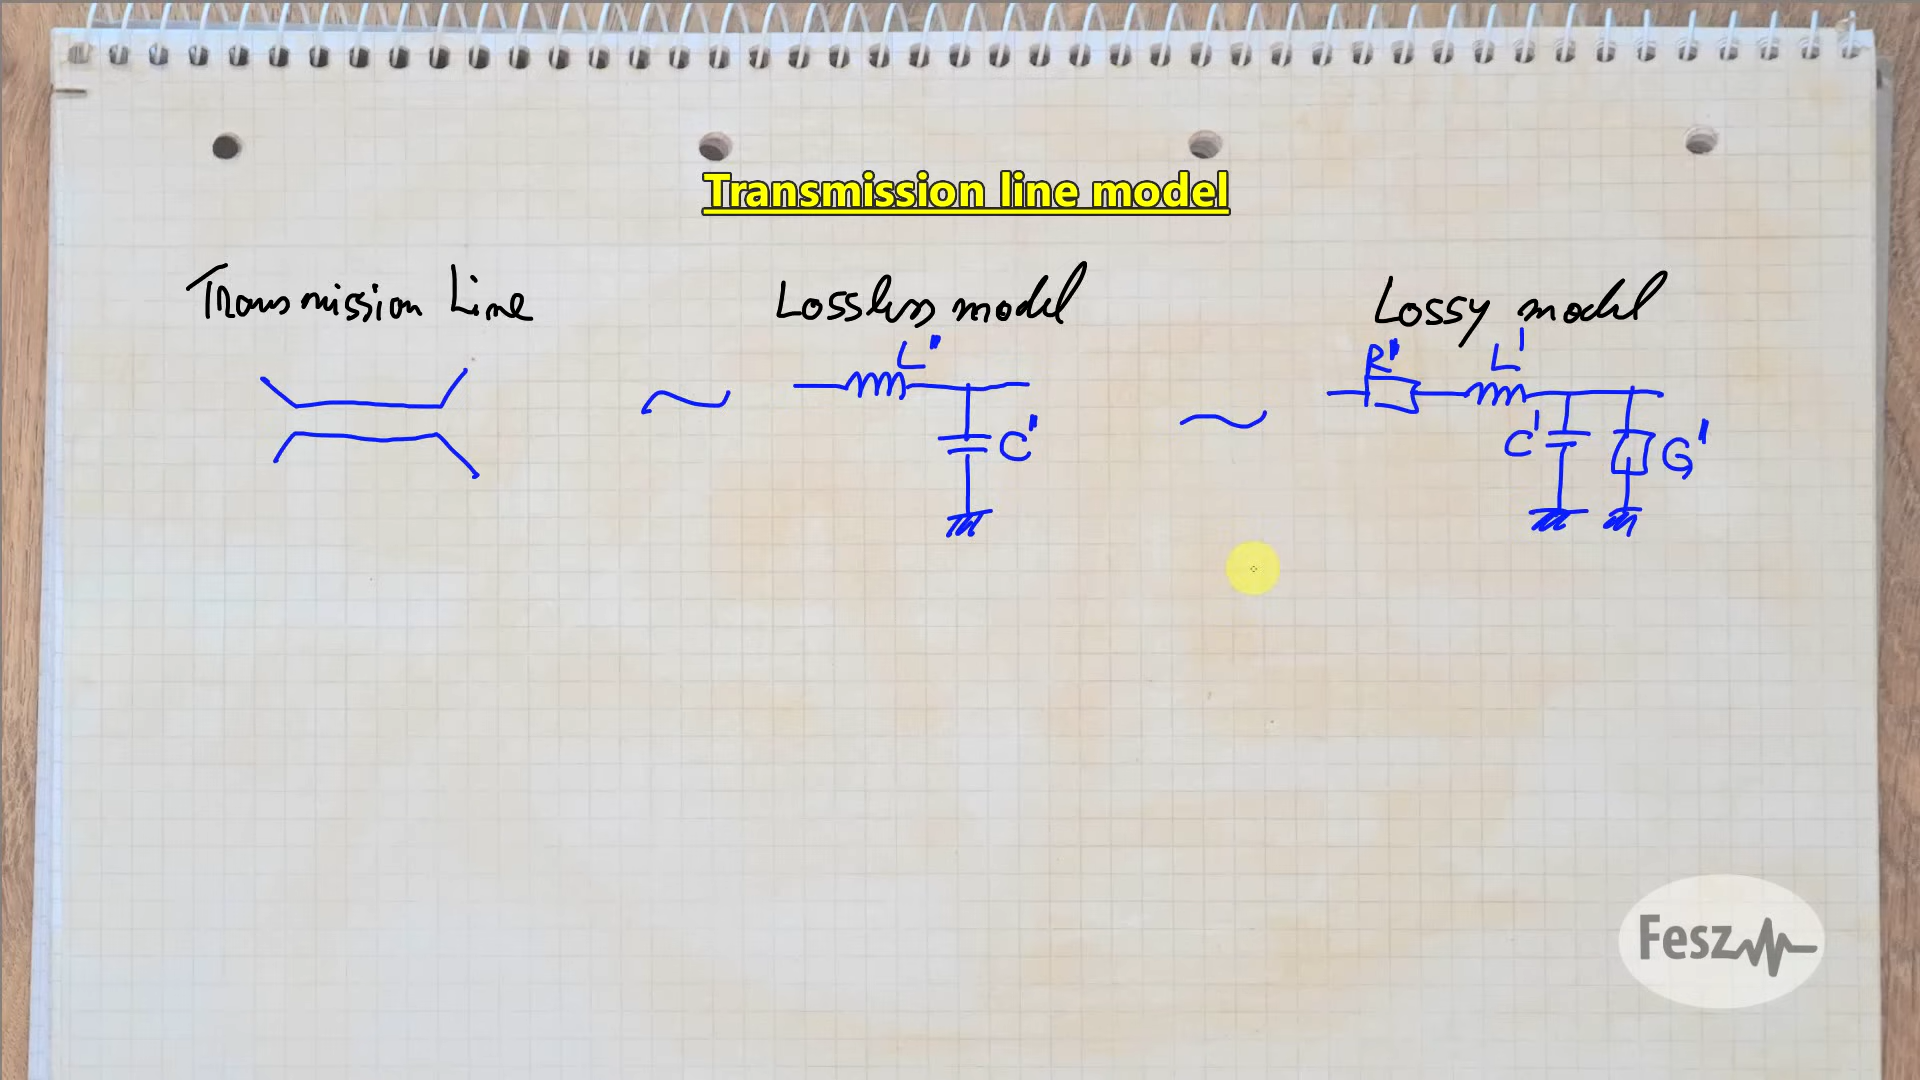 Transmission line model
Transmission Line
Lossless model
Lossy model
L"
C"
R"
L'
C'
G"
Fesz